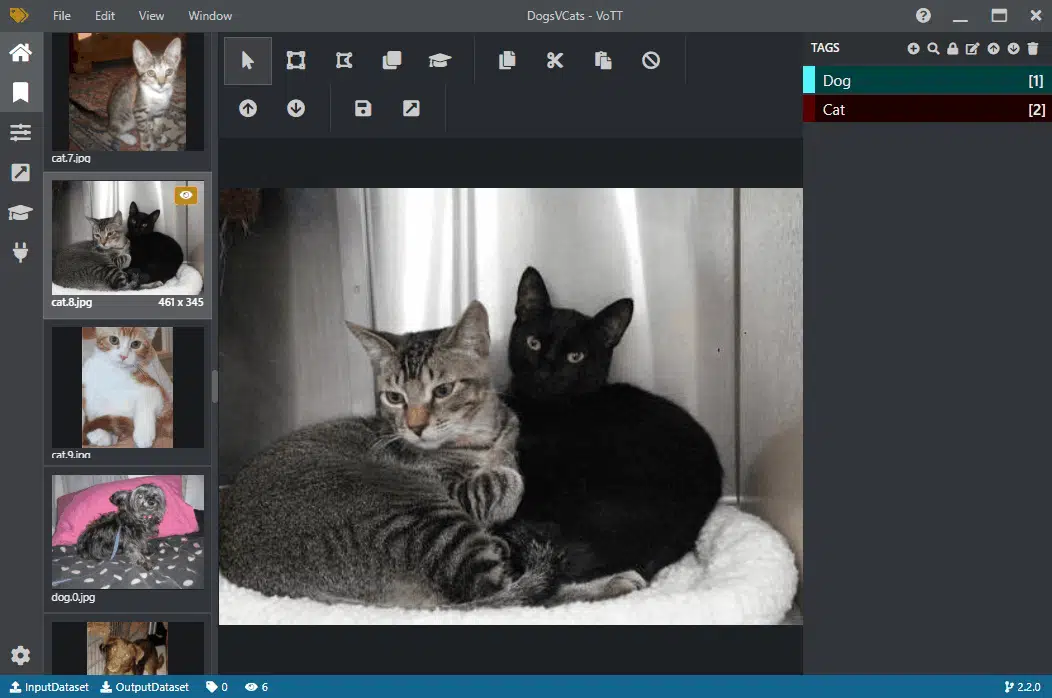 File Edit View Window
DogsVCats - VoTT
TAGS
Dog [1]
Cat [2]
cat.7.jpg
cat.8.jpg 461 x 345
cat.9.jpg
dog.0.jpg
InputDataset OutputDataset 0 6
2.2.0